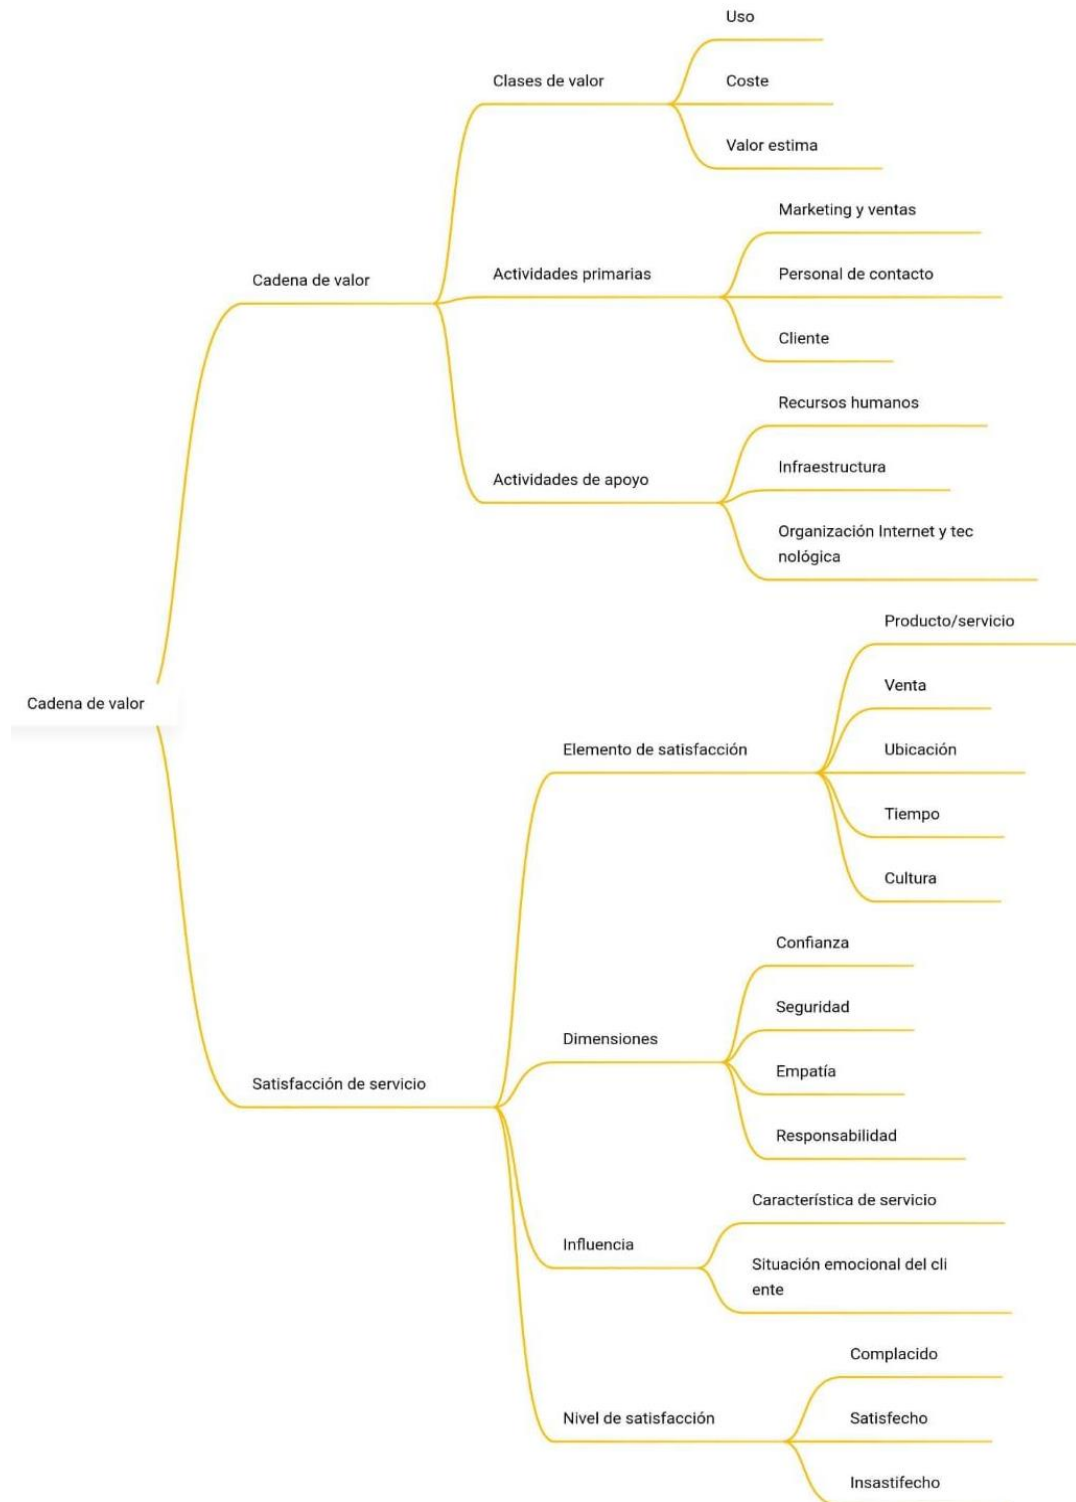 Uso
Clases de valor
Coste
Valor estima
Marketing y ventas
Cadena de valor
Actividades primarias
Personal de contacto
Cliente
Recursos humanos
Actividades de apoyo
Infraestructura
Organización Internet y tec
nológica
Cadena de valor
Producto/servicio
Venta
Elemento de satisfacción
Ubicación
Tiempo
Cultura
Confianza
Seguridad
Dimensiones
Empatía
Satisfacción de servicio
Responsabilidad
Característica de servicio
Influencia
Situación emocional del cli
ente
Complacido
Nivel de satisfacción
Satisfecho
Insastifecho